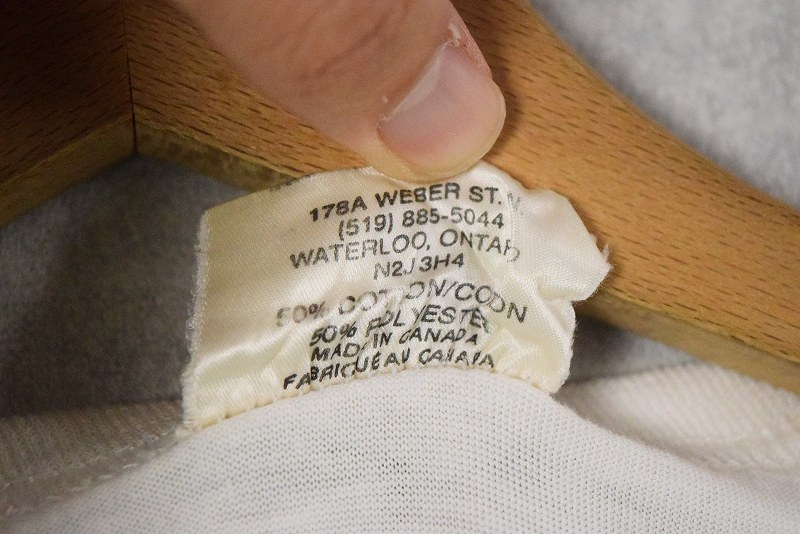 178A WEBER ST. N.
(519) 885-5044
WATERLOO, ONTAR
N2J 3H4
50% COTTON/COON
50% POLYESTER
MADE IN CANADA
FABRIQUE AU CANADA